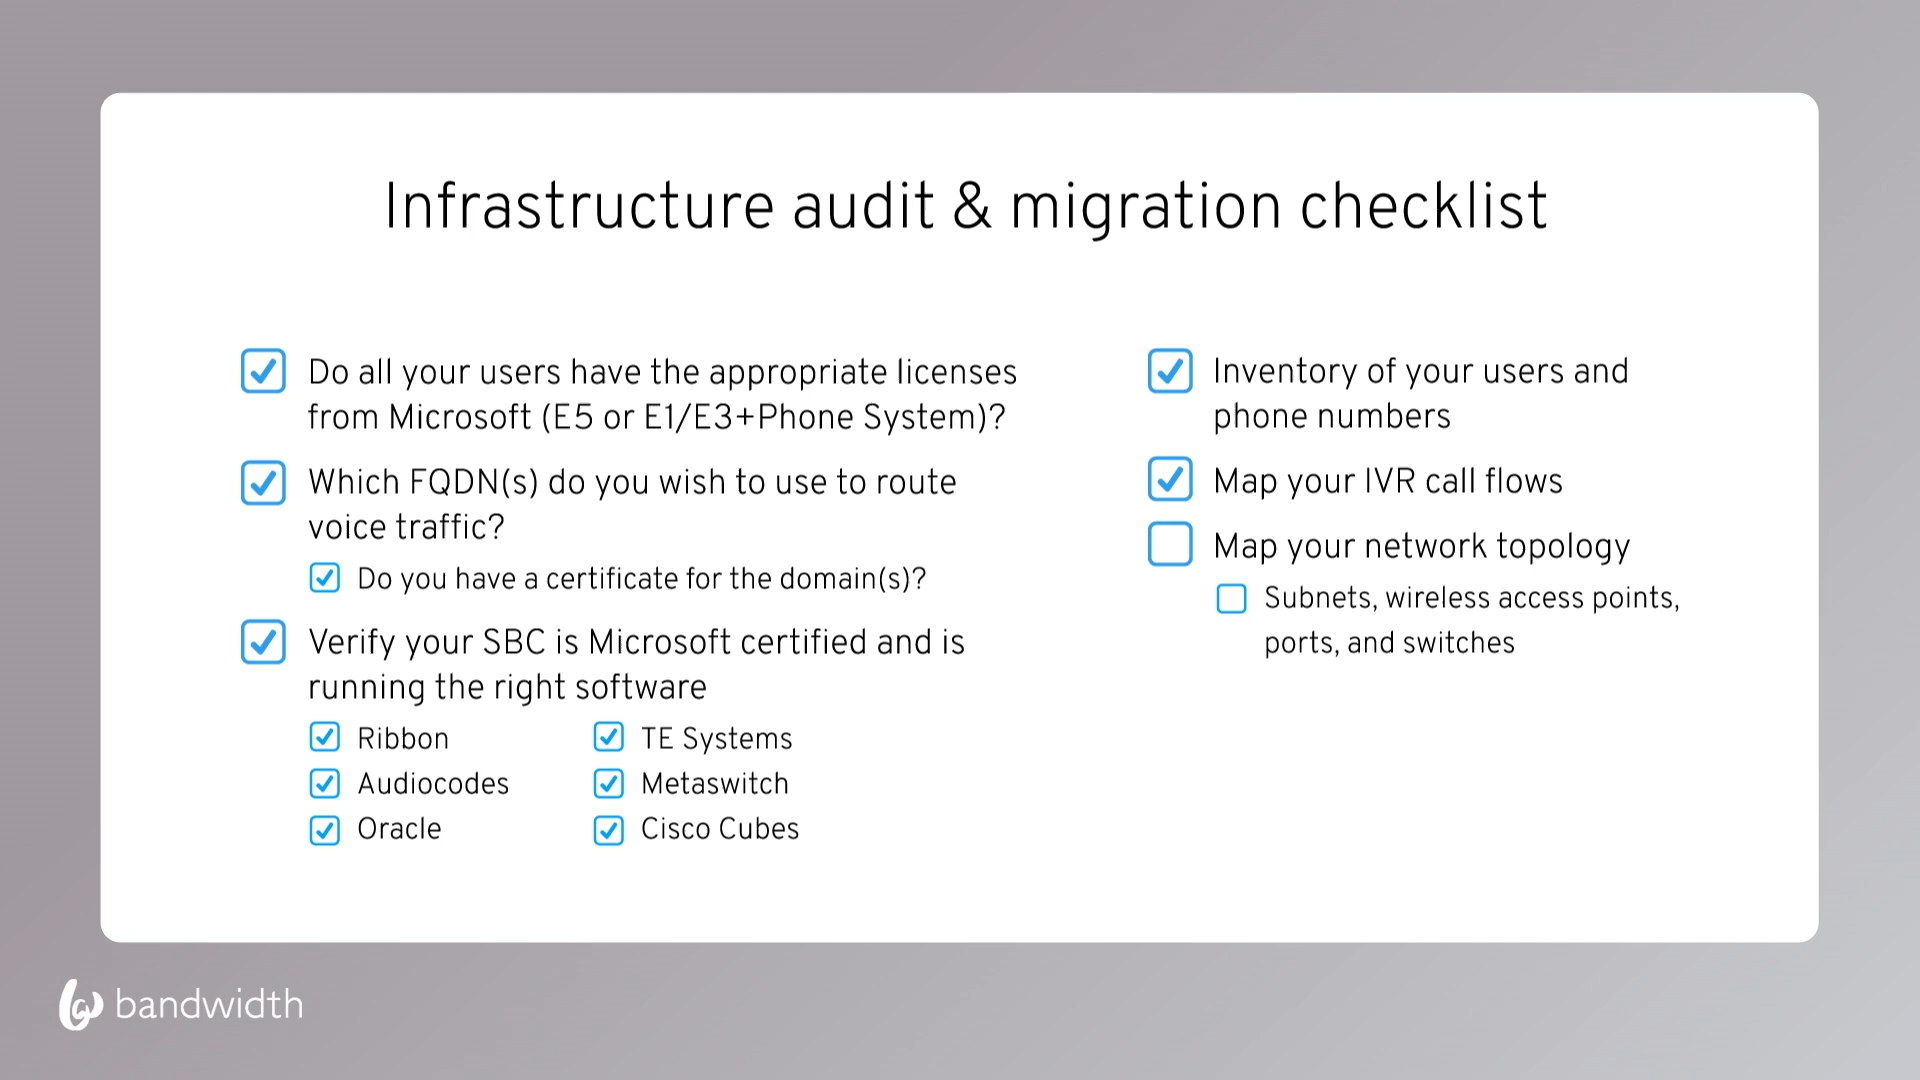 Infrastructure audit & migration checklist
Do all your users have the appropriate licenses
from Microsoft (E5 or E1/E3+Phone System)?
Which FQDN(s) do you wish to use to route
voice traffic?
Do you have a certificate for the domain(s)?
Verify your SBC is Microsoft certified and is
running the right software
Ribbon
Audiocodes
Oracle
TE Systems
Metaswitch
Cisco Cubes
Inventory of your users and
phone numbers
Map your IVR call flows
Map your network topology
Subnets, wireless access points,
ports, and switches
bandwidth